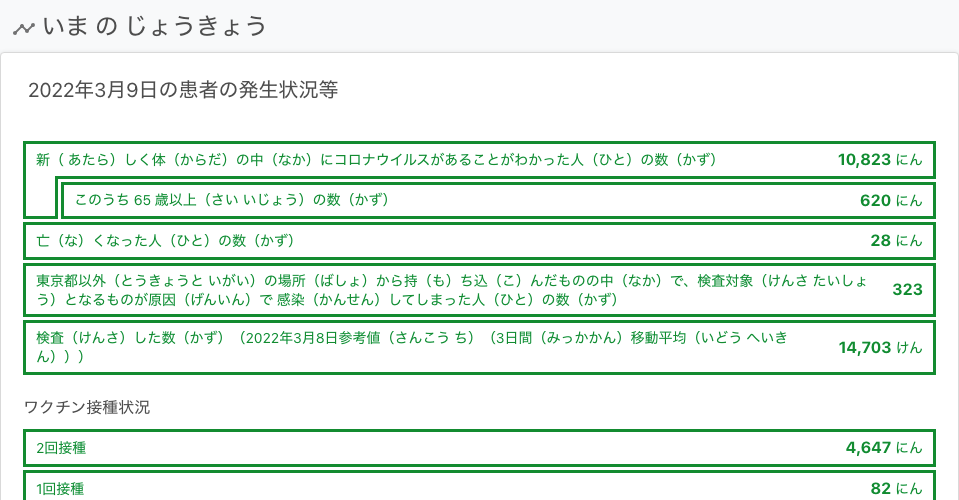 いま の じょうきょう
2022年3月9日の患者の発生状況等
新（ あたら）しく体（からだ）の中（なか）にコロナウイルスがあることがわかった人（ひと）の数（かず） 10,823 にん
このうち 65 歳以上（さい いじょう）の数（かず） 620 にん
亡（な）くなった人（ひと）の数（かず） 28 にん
東京都以外（とうきょうと いがい）の場所（ばしょ）から持（も）ち込（こ）んだものの中（なか）で、検査対象（けんさ たいしょ
う）となるものが原因（げんいん）で 感染（かんせん）してしまった人（ひと）の数（かず） 323
検査（けんさ）した数（かず）（2022年3月8日参考値（さんこう ち）（3日間（みっかかん）移動平均（いどう へいき
ん））） 14,703 けん
ワクチン接種状況
2回接種 4,647 にん
1回接種 82 にん